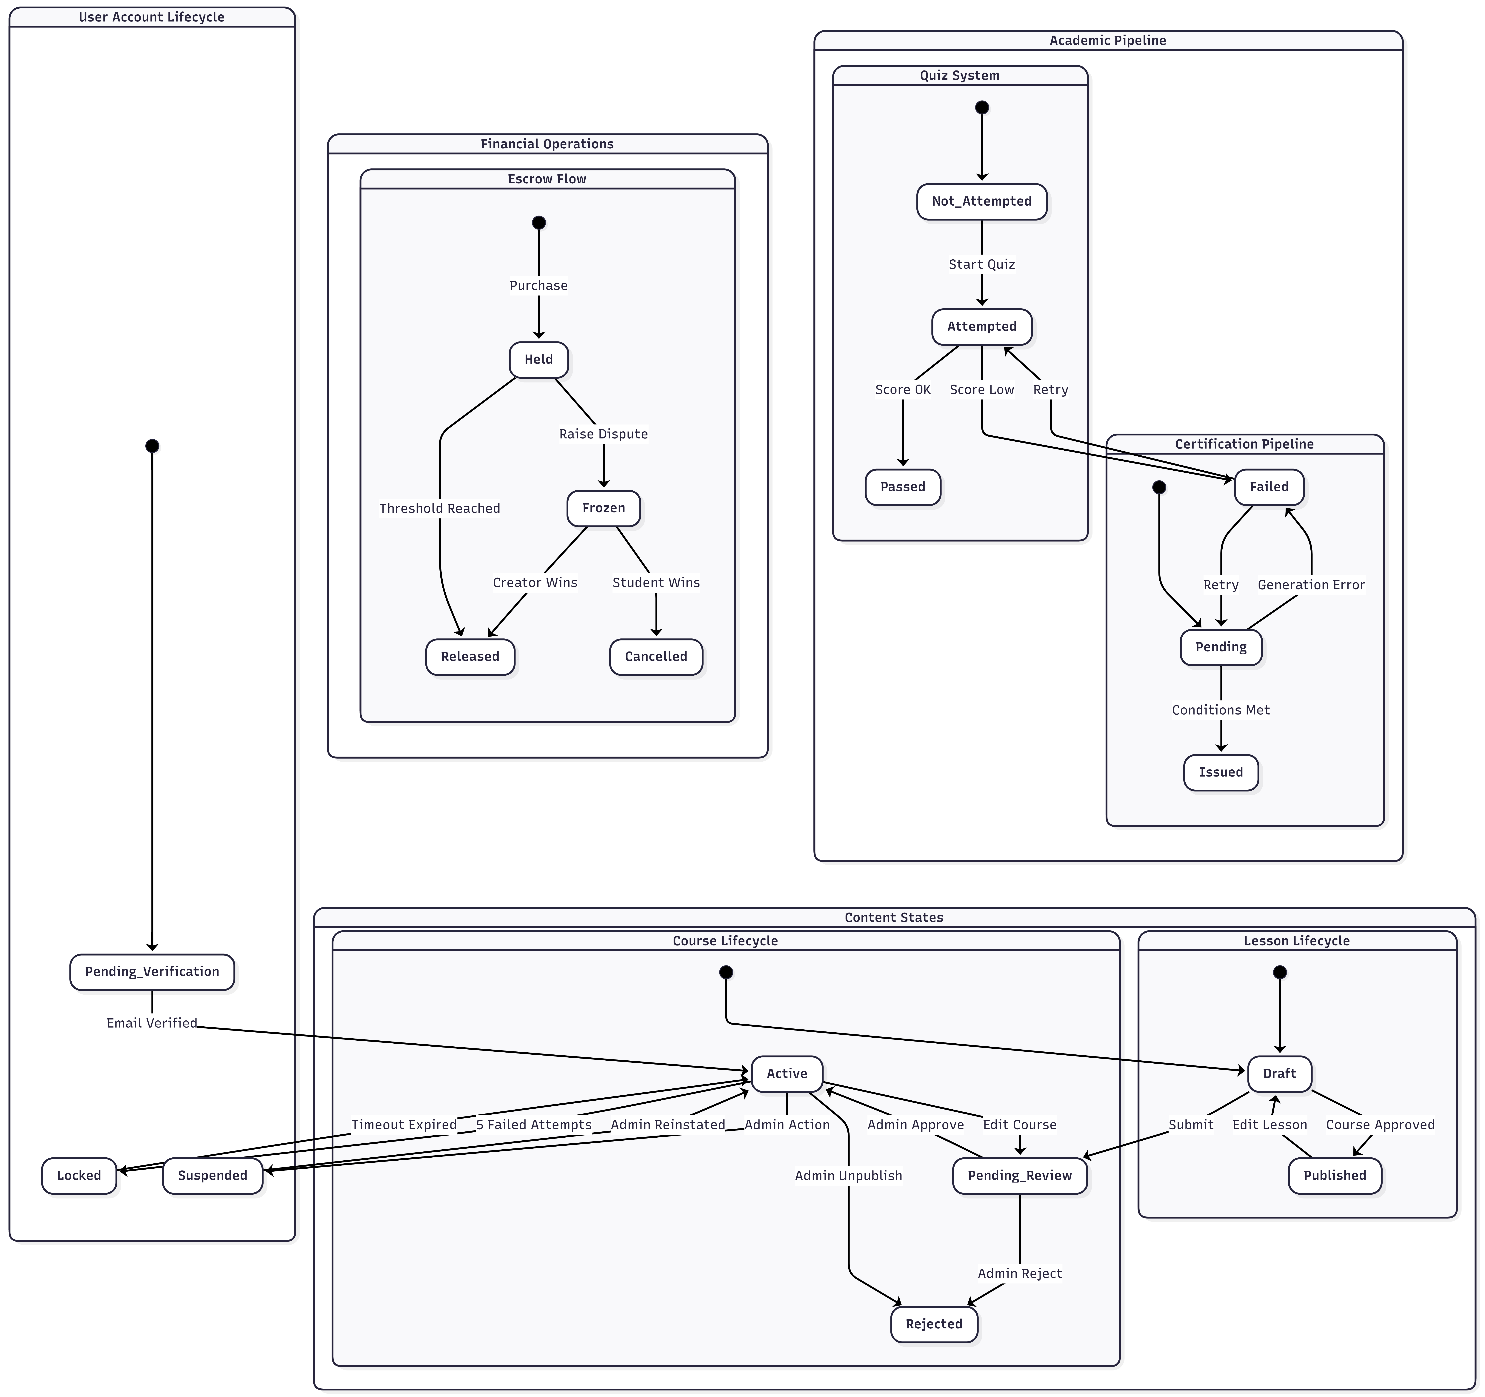 User Account Lifecycle
Pending_Verification
Email Verified
Locked
Suspended
Financial Operations
Escrow Flow
Purchase
Held
Raise Dispute
Threshold Reached
Frozen
Creator Wins
Student Wins
Released
Cancelled
Academic Pipeline
Quiz System
Not_Attempted
Start Quiz
Attempted
Score OK
Score Low
Retry
Passed
Certification Pipeline
Failed
Retry
Generation Error
Pending
Conditions Met
Issued
Content States
Course Lifecycle
Active
Timeout Expired
5 Failed Attempts
Admin Reinstated
Admin Action
Admin Approve
Edit Course
Admin Unpublish
Pending_Review
Admin Reject
Rejected
Lesson Lifecycle
Draft
Submit
Edit Lesson
Course Approved
Published